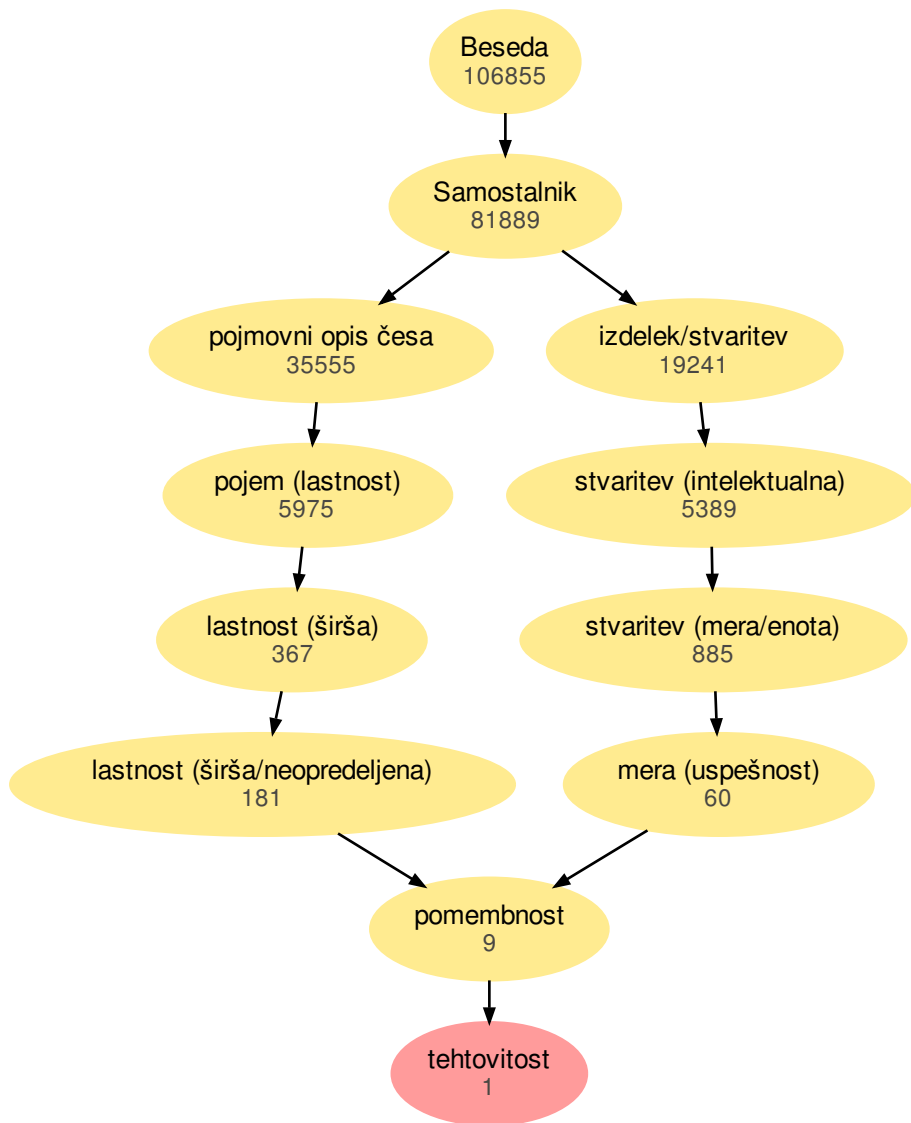 Beseda
106855
Samostalnik
81889
pojmovni opis česa
35555
izdelek/stvaritev
19241
pojem (lastnost)
5975
stvaritev (intelektualna)
5389
lastnost (širša)
367
stvaritev (mera/enota)
885
lastnost (širša/neopredeljena)
181
mera (uspešnost)
60
pomembnost
9
tehtovitost
1